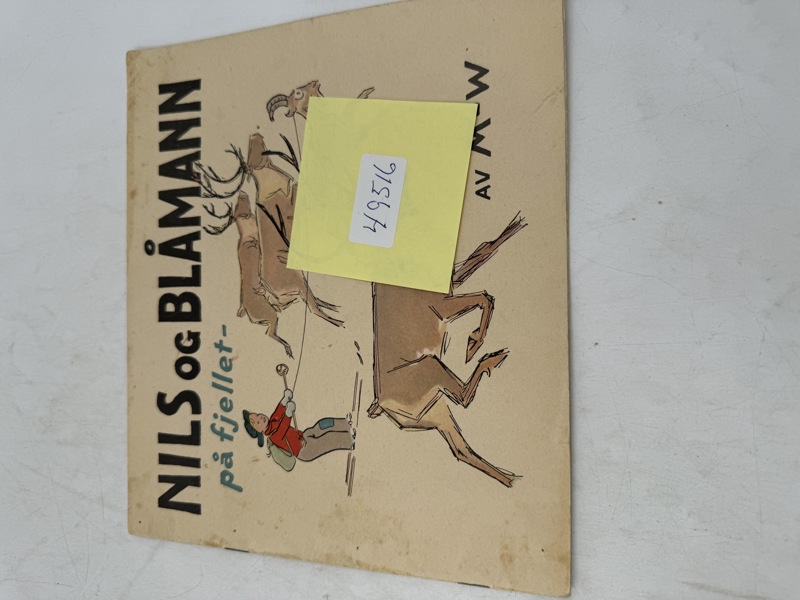 NILS OG BLÅMANN
på fjellet-
AV M W
49516